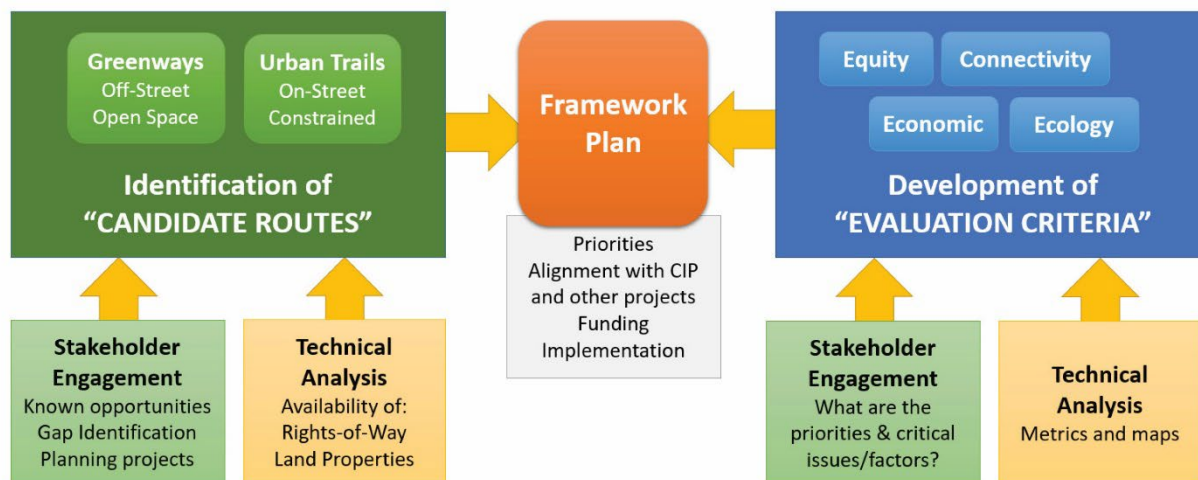 Greenways
Off-Street
Open Space
Urban Trails
On-Street
Constrained
Identification of
“CANDIDATE ROUTES”
Stakeholder
Engagement
Known opportunities
Gap Identification
Planning projects
Technical
Analysis
Availability of:
Rights-of-Way
Land Properties
Framework
Plan
Priorities
Alignment with CIP
and other projects
Funding
Implementation
Equity
Connectivity
Economic
Ecology
Development of
“EVALUATION CRITERIA”
Stakeholder
Engagement
What are the
priorities & critical
issues/factors?
Technical
Analysis
Metrics and maps